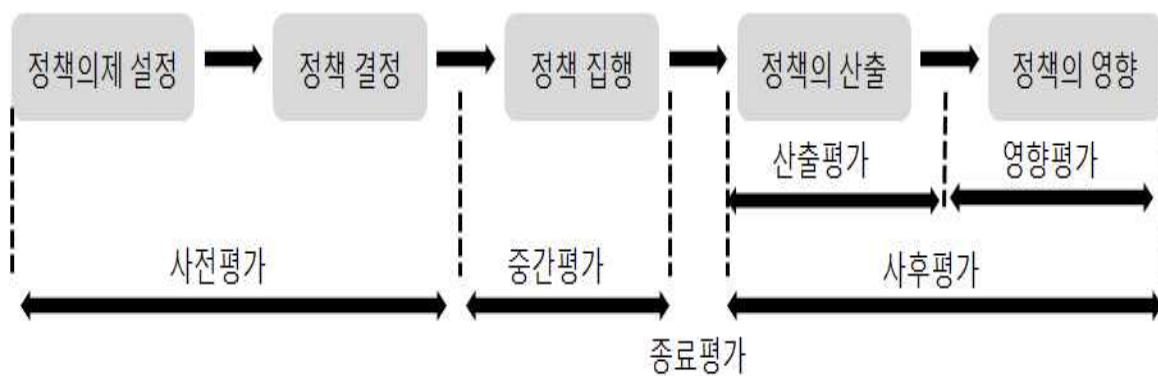 정책의제 설정
정책 결정
정책 집행
정책의 산출
정책의 영향
산출평가
영향평가
사전평가
중간평가
사후평가
종료평가